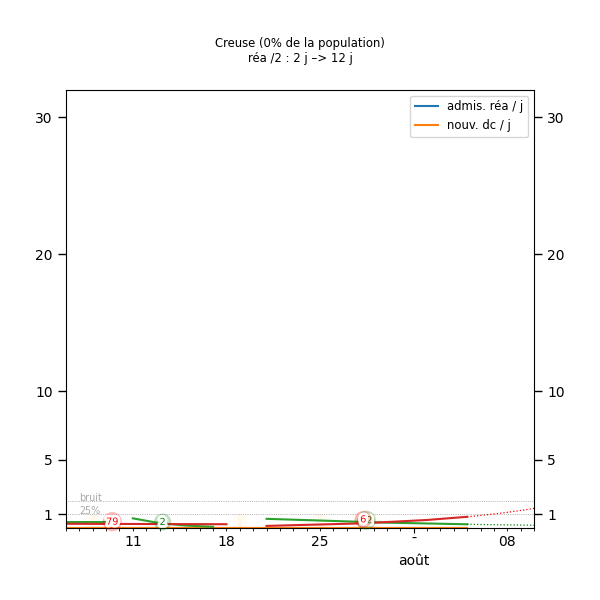 Creuse (0% de la population)
réa /2 : 2 j –> 12 j
admis. réa / j
nouv. dc / j
30 30
20 20
10 10
5 5
bruit
25%
1 1
79 2 6
11 18 25 - 08
août